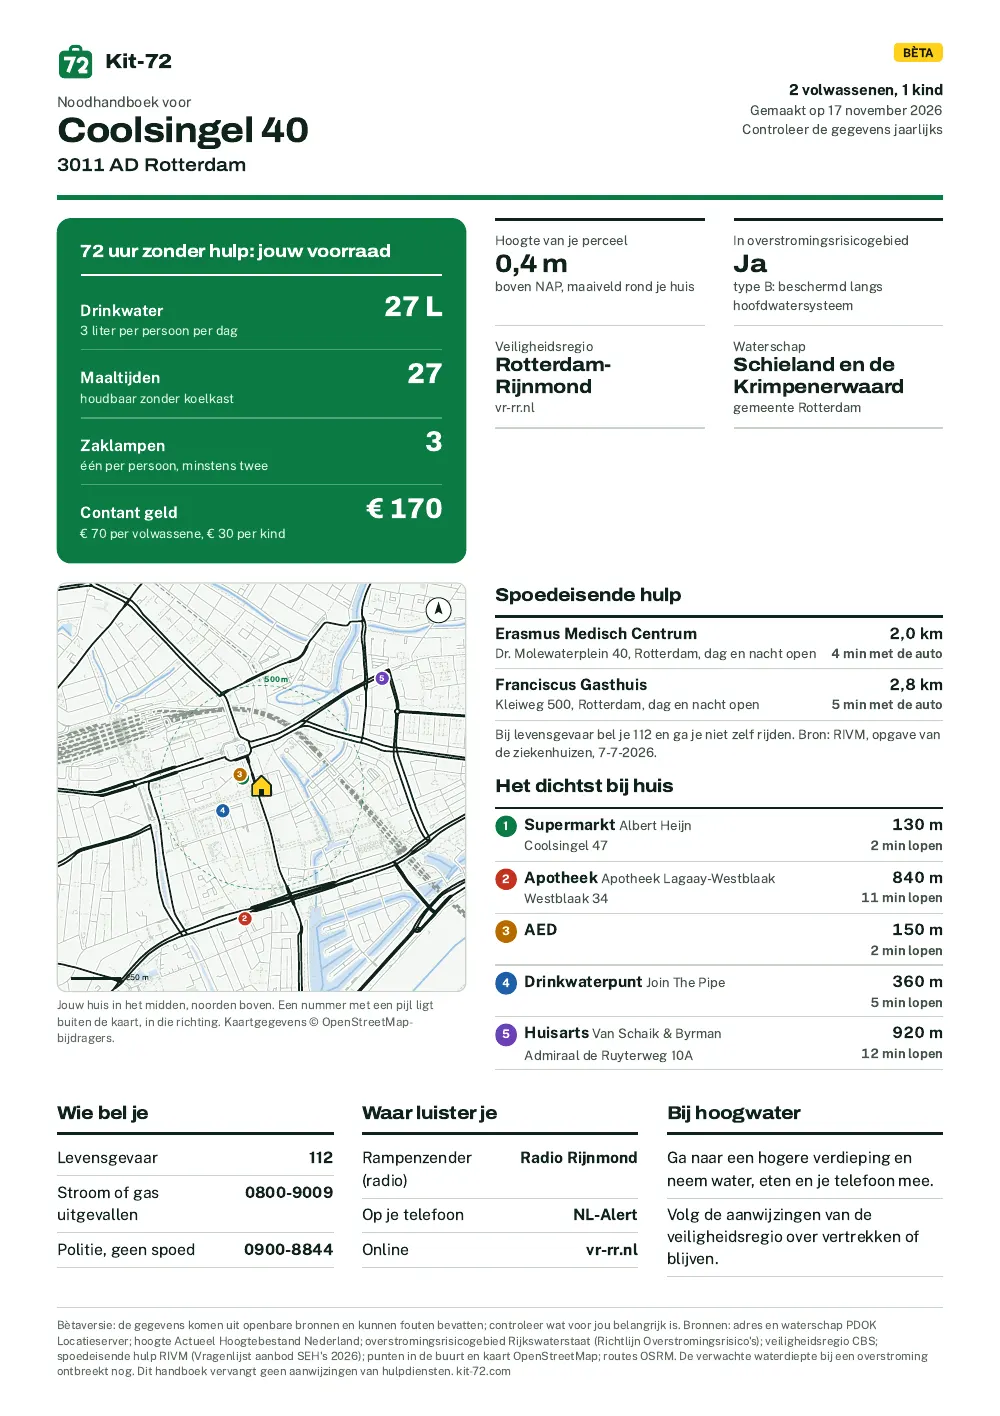 72 Kit-72
BÈTA
Noodhandboek voor
Coolsingel 40
3011 AD Rotterdam
2 volwassenen, 1 kind
Gemaakt op 17 november 2026
Controleer de gegevens jaarlijks
72 uur zonder hulp: jouw voorraad
Drinkwater 27 L
3 liter per persoon per dag
Maaltijden 27
houdbaar zonder koelkast
Zaklampen 3
één per persoon, minstens twee
Contant geld € 170
€ 70 per volwassene, € 30 per kind
Hoogte van je perceel
0,4 m
boven NAP, maaiveld rond je huis
In overstromingsrisicogebied
Ja
type B: beschermd langs
hoofdwatersysteem
Veiligheidsregio
Rotterdam-
Rijnmond
vr-rr.nl
Waterschap
Schieland en de
Krimpenerwaard
gemeente Rotterdam
500m
5
3
4
2
250 m
Jouw huis in het midden, noorden boven. Een nummer met een pijl ligt
buiten de kaart, in die richting. Kaartgegevens © OpenStreetMap-
bijdragers.
Spoedeisende hulp
Erasmus Medisch Centrum 2,0 km
Dr. Molewaterplein 40, Rotterdam, dag en nacht open 4 min met de auto
Franciscus Gasthuis 2,8 km
Kleiweg 500, Rotterdam, dag en nacht open 5 min met de auto
Bij levensgevaar bel je 112 en ga je niet zelf rijden. Bron: RIVM, opgave van
de ziekenhuizen, 7-7-2026.
Het dichtst bij huis
1 Supermarkt Albert Heijn 130 m
Coolsingel 47 2 min lopen
2 Apotheek Apotheek Lagaay-Westblaak 840 m
Westblaak 34 11 min lopen
3 AED 150 m
2 min lopen
4 Drinkwaterpunt Join The Pipe 360 m
5 min lopen
5 Huisarts Van Schaik & Byrman 920 m
Admiraal de Ruyterweg 10A 12 min lopen
Wie bel je
Levensgevaar 112
Stroom of gas 0800-9009
uitgevallen
Politie, geen spoed 0900-8844
Waar luister je
Rampenzender Radio Rijnmond
(radio)
Op je telefoon NL-Alert
Online vr-rr.nl
Bij hoogwater
Ga naar een hogere verdieping en
neem water, eten en je telefoon mee.
Volg de aanwijzingen van de
veiligheidsregio over vertrekken of
blijven.
Bètaversie: de gegevens komen uit openbare bronnen en kunnen fouten bevatten; controleer wat voor jou belangrijk is. Bronnen: adres en waterschap PDOK
Locatieserver; hoogte Actueel Hoogtebestand Nederland; overstromingsrisicogebied Rijkswaterstaat (Richtlijn Overstromingsrisico's); veiligheidsregio CBS;
spoedeisende hulp RIVM (Vragenlijst aanbod SEH's 2026); punten in de buurt en kaart OpenStreetMap; routes OSRM. De verwachte waterdiepte bij een overstroming
ontbreekt nog. Dit handboek vervangt geen aanwijzingen van hulpdiensten. kit-72.com